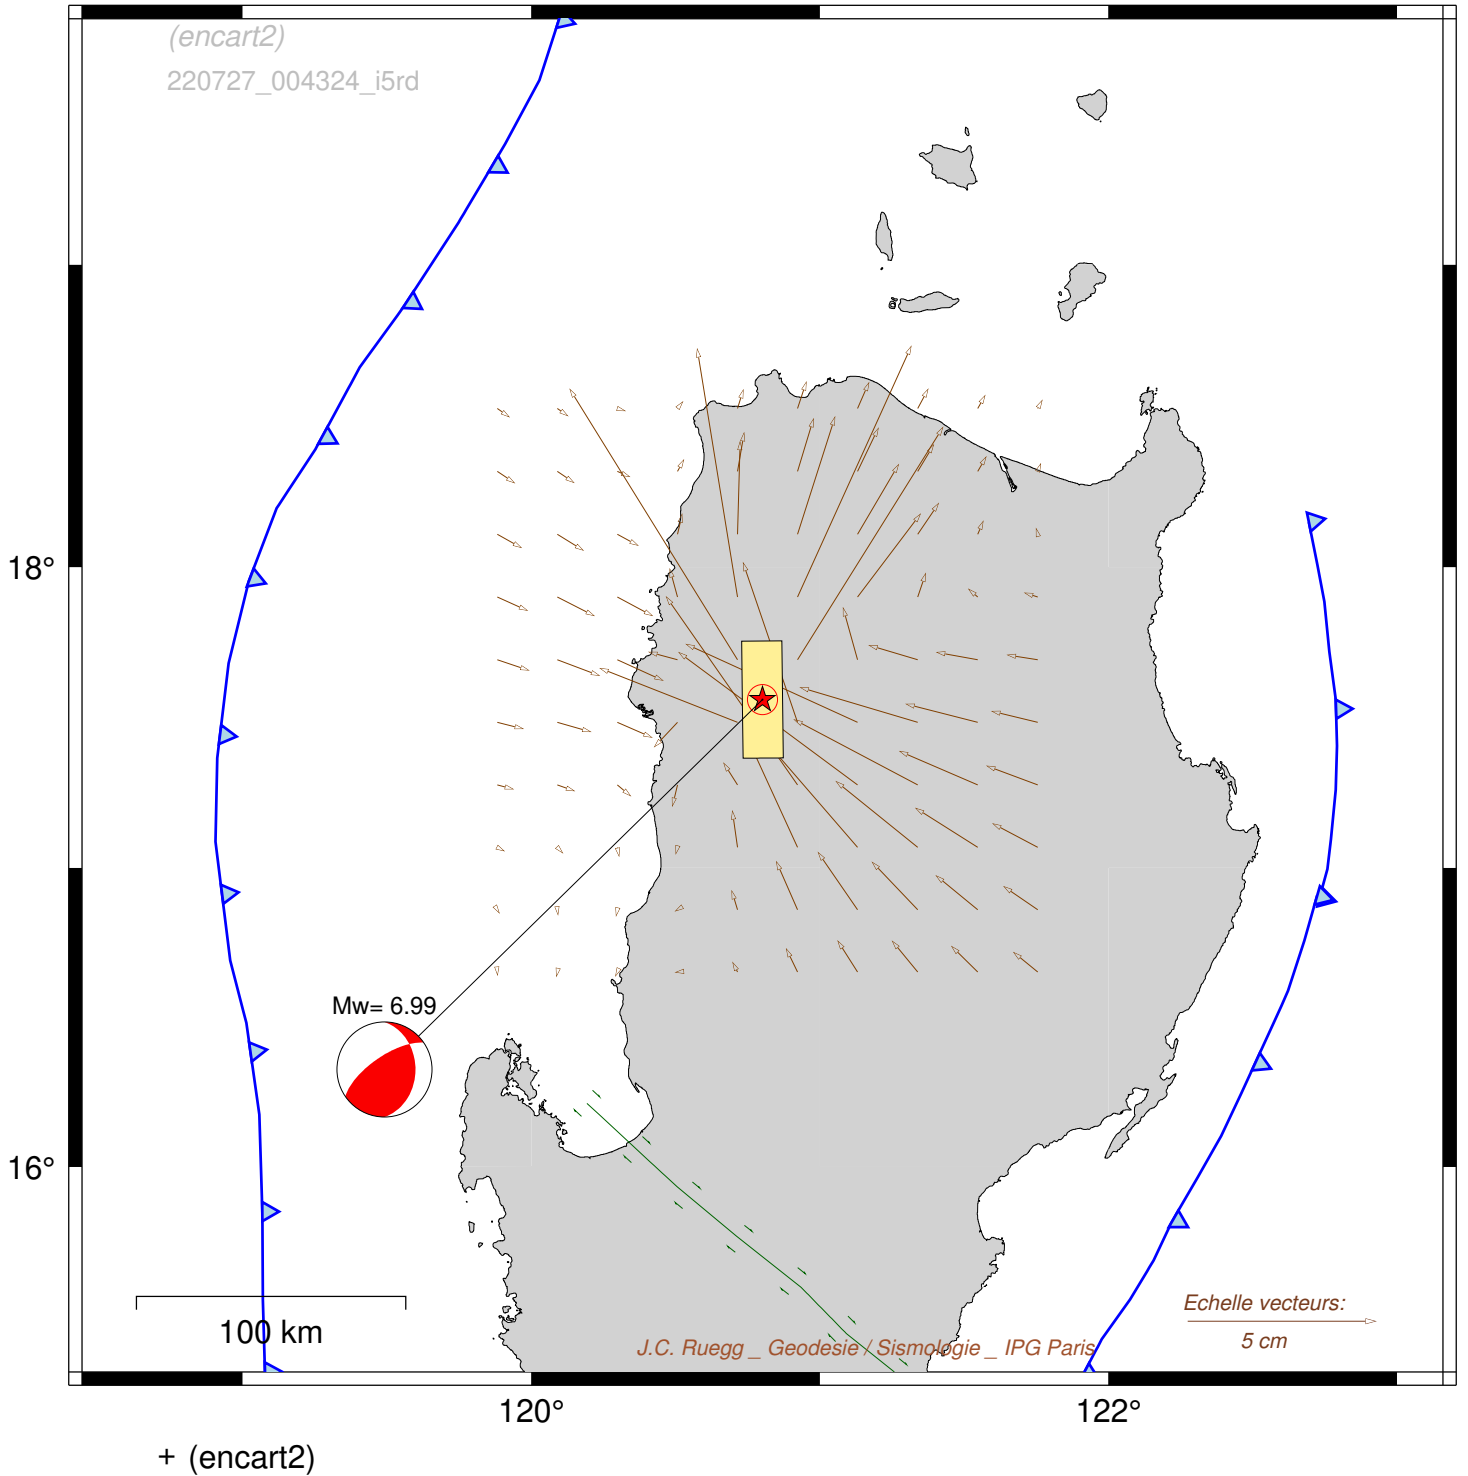 (encart2)
220727_004324_i5rd
18°
Mw= 6.99
16°
Echelle vecteurs:
5 cm
100 km
J.C. Ruegg _ Geodesie / Sismologie _ IPG Paris
120°
122°
+ (encart2)